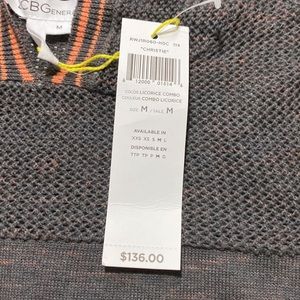 CBGENER
M
"CHRISTIE"
COLOR LICORICE COMBO
COULEUR COMBO LICORICE
SIZE M / TAILLE M
AVAILABLE IN
XXS XS S M L
DISPONIBLE EN
TTP TP P M G
$136.00